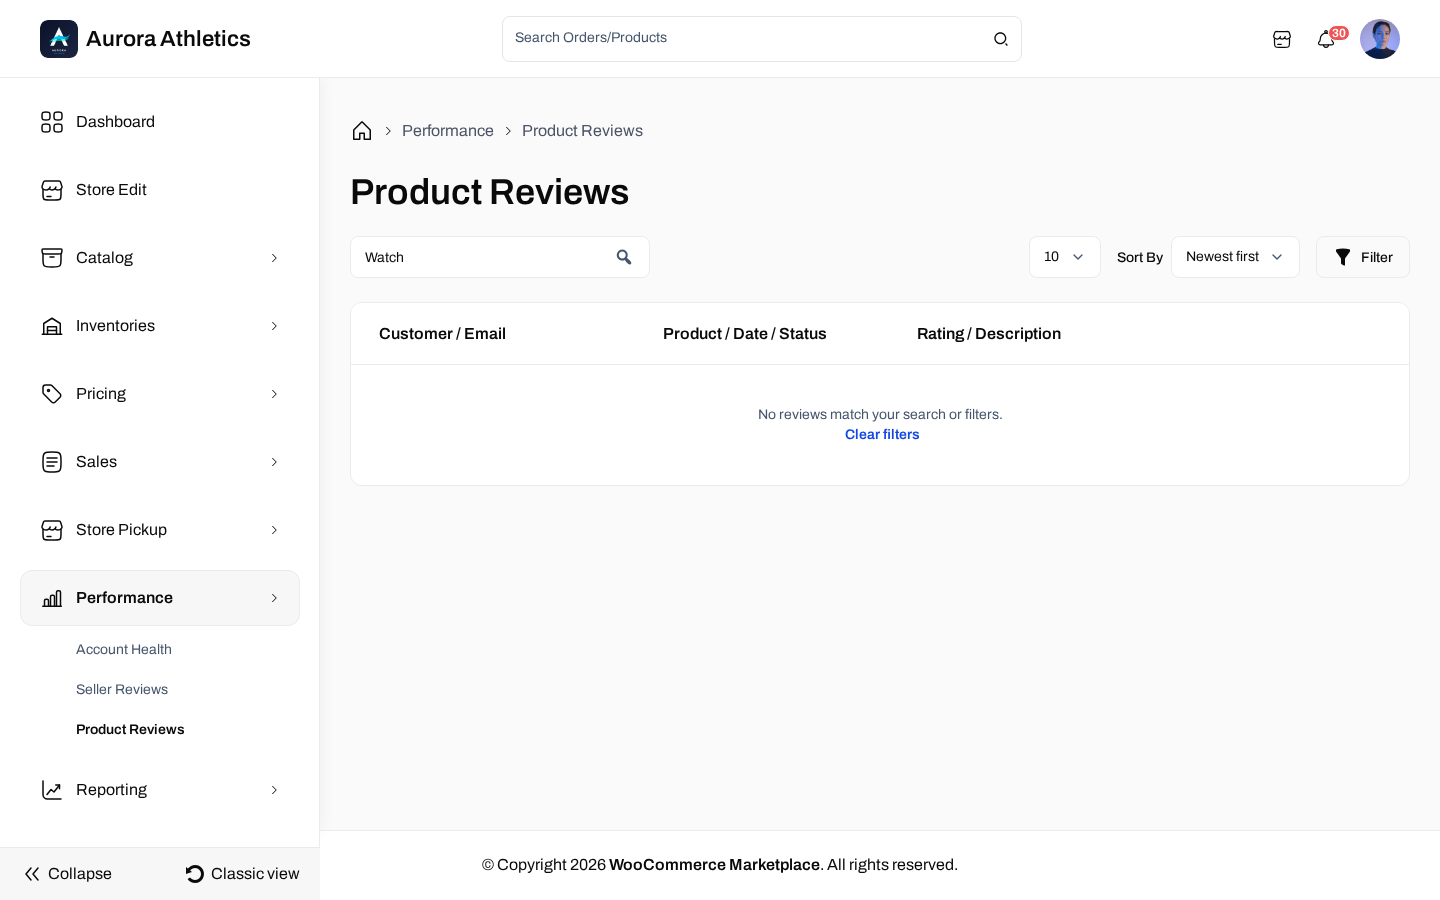 Aurora Athletics
Search Orders/Products
30
Dashboard
Store Edit
Catalog
Inventories
Pricing
Sales
Store Pickup
Performance
Account Health
Seller Reviews
Product Reviews
Reporting
Collapse
Classic view
Performance
Product Reviews
Product Reviews
Watch
10
Sort By
Newest first
Filter
Customer / Email
Product / Date / Status
Rating / Description
No reviews match your search or filters.
Clear filters
© Copyright 2026 WooCommerce Marketplace. All rights reserved.